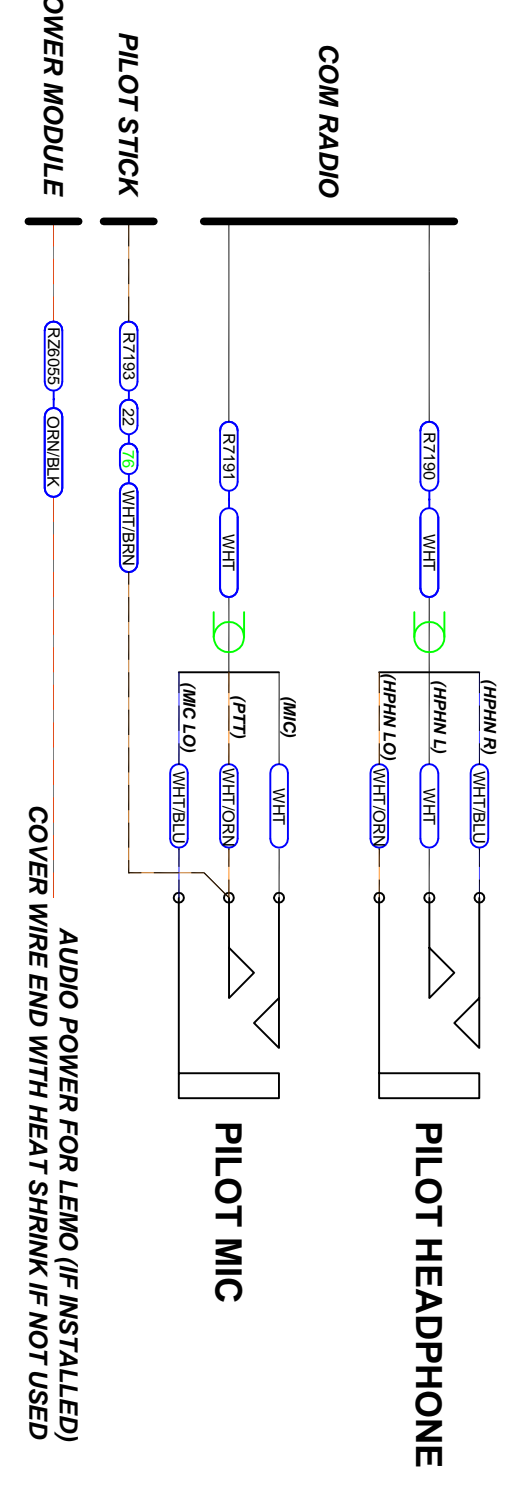 (HPHN R)
WHT/BLU
COM RADIO
R7190
WHT
(HPHN L)
WHT
PILOT HEADPHONE
(HPHN LO)
WHT/ORN
(MIC)
WHT
R7191
WHT
(PTT)
WHT/ORN
PILOT MIC
(MIC LO)
WHT/BLU
PILOT STICK
R7193 22 76 WHT/BRN
OWER MODULE
RZ6055 ORN/BLK
AUDIO POWER FOR LEMO (IF INSTALLED)
COVER WIRE END WITH HEAT SHRINK IF NOT USED